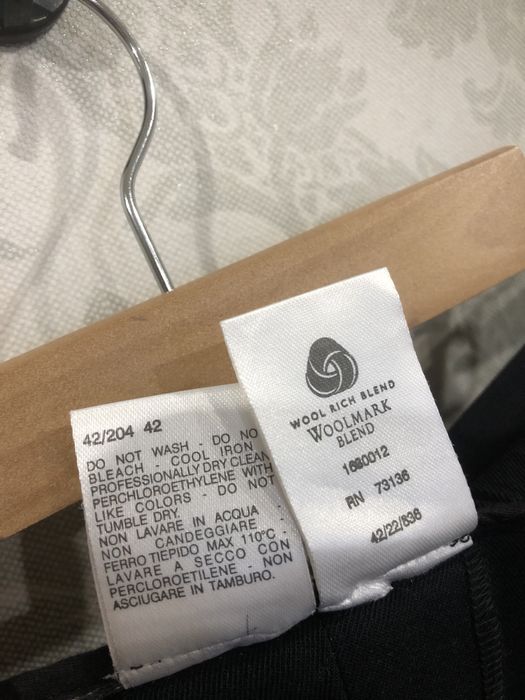 42/204 42
DO NOT WASH - DO NO
BLEACH - COOL IRON
PROFESSIONALLY DRY CLEAN
PERCHLOROETHYLENE WITH
LIKE COLORS - DO NOT
TUMBLE DRY.
NON LAVARE IN ACQUA -
NON CANDEGGIARE -
FERRO TIEPIDO MAX 110°C -
LAVARE A SECCO CON
PERCLOROETILENE - NON
ASCIUGARE IN TAMBURO.
WOOL RICH BLEND
WOOLMARK
BLEND
1680012
RN 73136
42/22/836